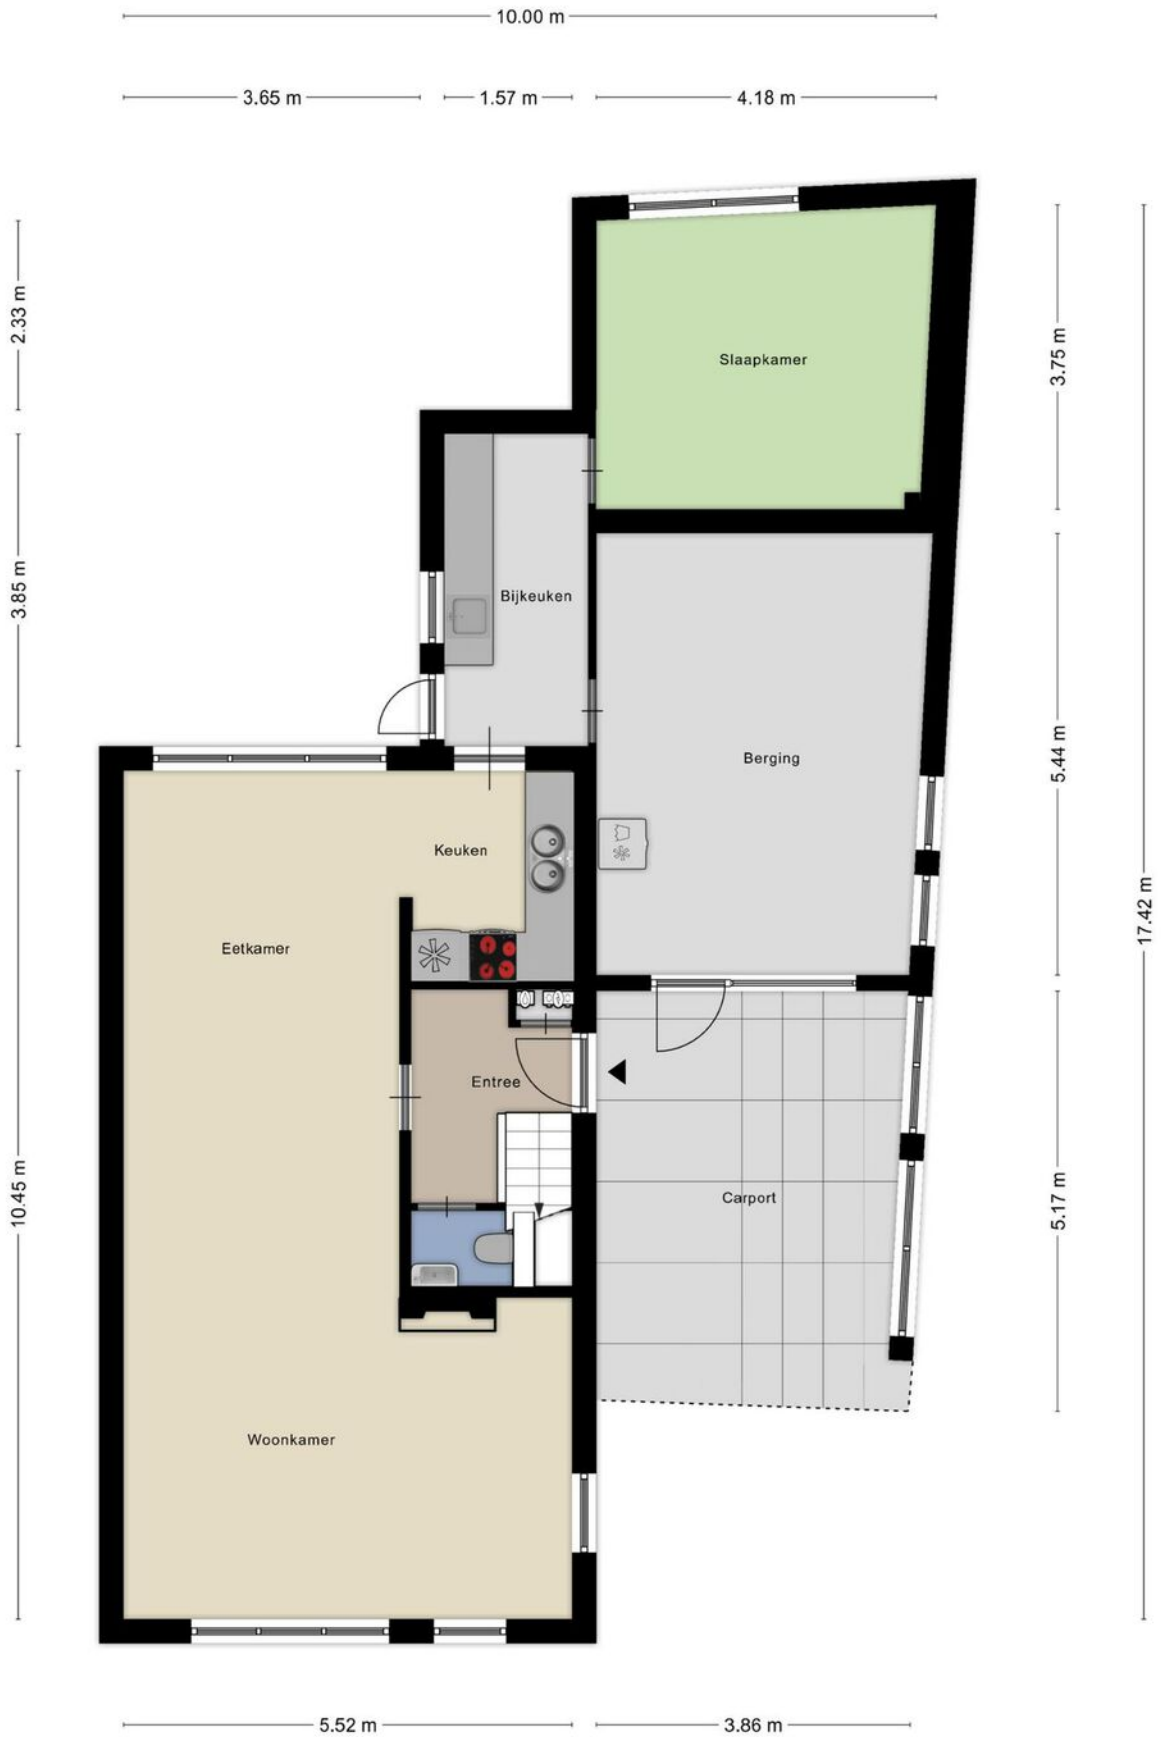 10.00 m
3.65 m
1.57 m
4.18 m
2.33 m
3.75 m
Slaapkamer
3.85 m
Bijkeuken
5.44 m
Berging
Keuken
17.42 m
Eetkamer
Entree
10.45 m
5.17 m
Carport
Woonkamer
5.52 m
3.86 m